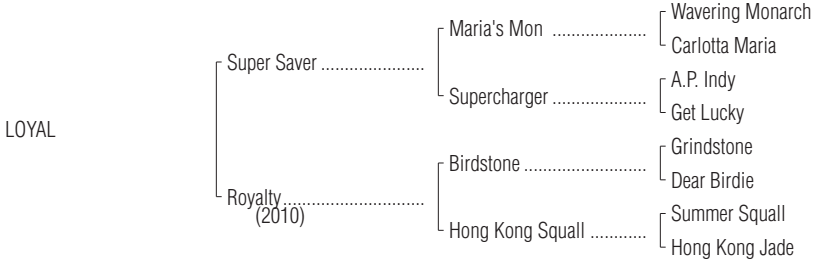 Wavering Monarch
Maria's Mon ....................
Carlotta Maria
Super Saver ......................
A.P. Indy
Supercharger ....................
Get Lucky
LOYAL
Grindstone
Birdstone ..........................
Dear Birdie
Royalty..............................
(2010)
Summer Squall
Hong Kong Squall ............
Hong Kong Jade